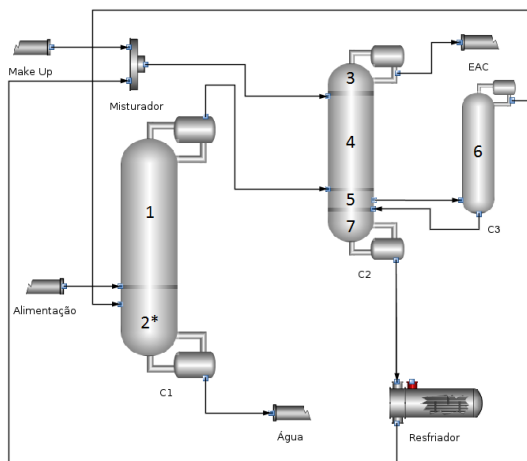 Make Up
Misturador
3
EAC
4
6
1
5
C3
7
C2
Alimentação
2*
C1
Água
Resfriador